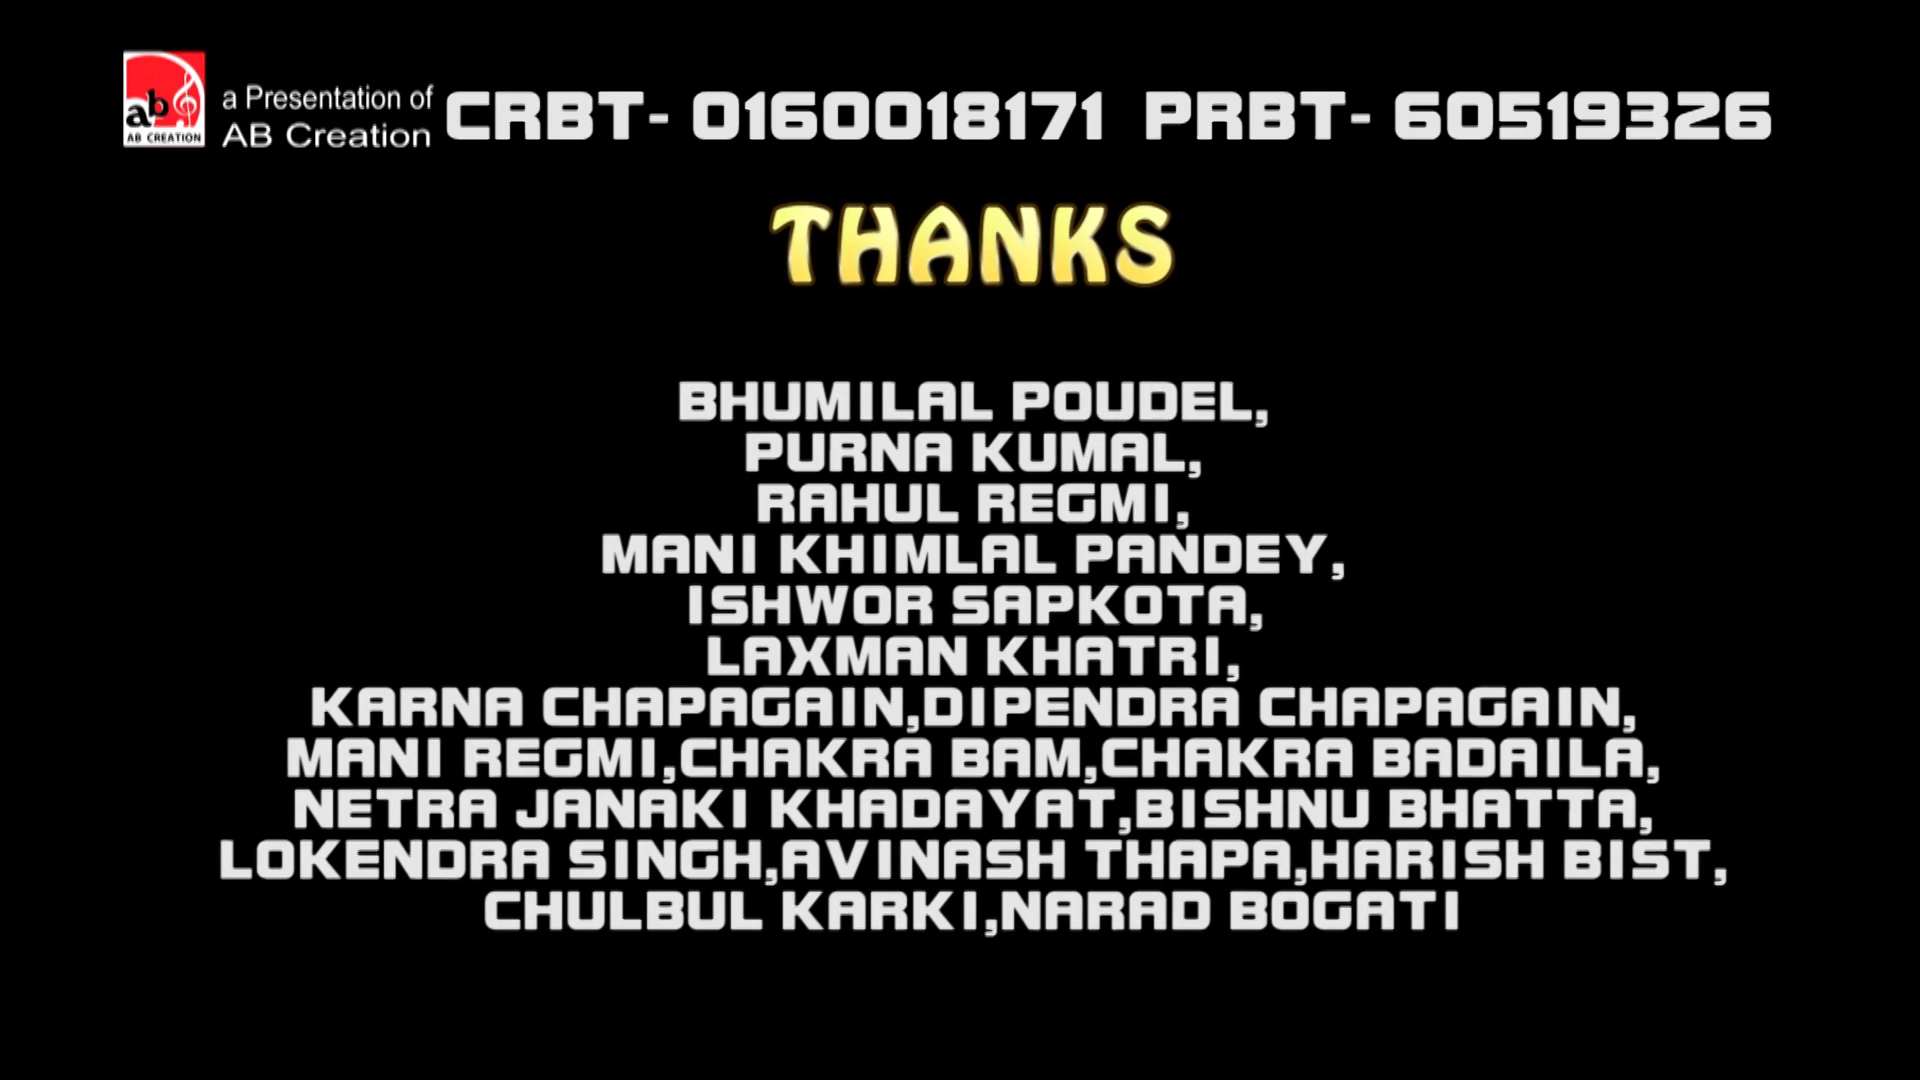 ab
AB CREATION
a Presentation of
AB Creation
CRBT- 0160018171 PRBT- 60519326
THANKS
BHUMILAL POUDEL,
PURNA KUMAL,
RAHUL REGMI,
MANI KHIMLAL PANDEY,
ISHWOR SAPKOTA,
LAXMAN KHATRI,
KARNA CHAPAGAIN,DIPENDRA CHAPAGAIN,
MANI REGMI,CHAKRA BAM,CHAKRA BADAILA,
NETRA JANAKI KHADAYAT,BISHNU BHATTA,
LOKENDRA SINGH,AVINASH THAPA,HARISH BIST,
CHULBUL KARKI,NARAD BOGATI